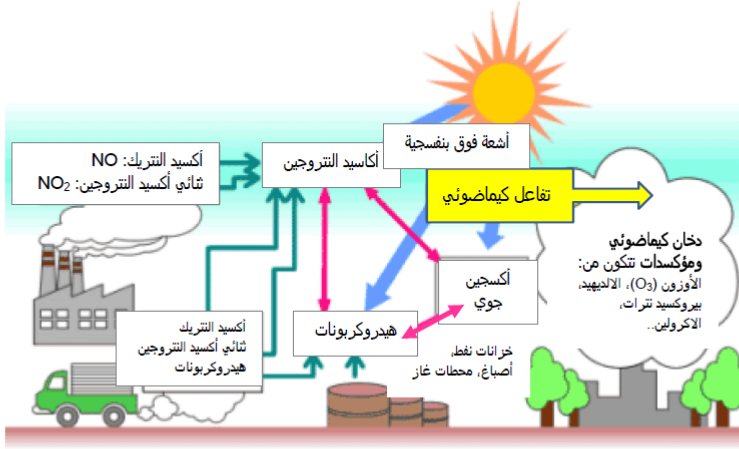 أشعة فوق بنفسجية
أكسيد النتريك: NO
ثنائي أكسيد النتروجين: NO₂
أكاسيد النتروجين
تفاعل كيماضوئي
دخان كيماضوئي
ومؤكسدات تتكون من:
الأوزون (O₃)، الالديهيد،
بيروكسيد نترات،
الاكرولين..
أكسجين
جوي
أكسيد النتريك
ثنائي أكسيد النتروجين
هيدروكربونات
هيدروكربونات
خزانات نفط،
أصباغ، محطات غاز